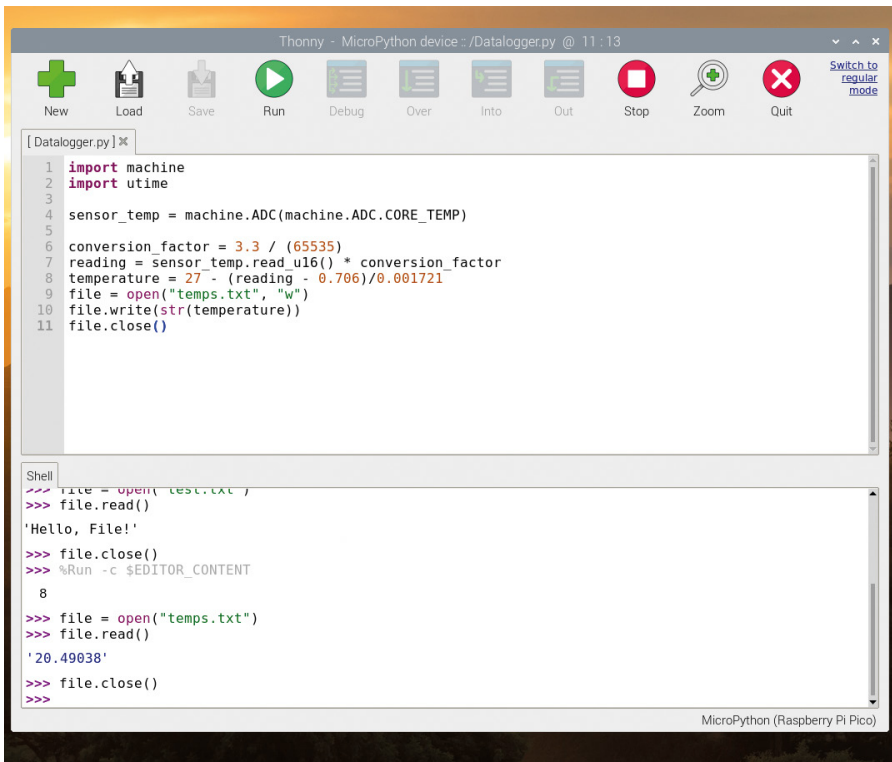 Thonny - MicroPython device :: /Datalogger.py @ 11 : 13
Switch to
regular
mode
New Load Save Run Debug Over Into Out Stop Zoom Quit
[ Datalogger.py ]
1 import machine
2 import utime
3
4 sensor_temp = machine.ADC(machine.ADC.CORE_TEMP)
5
6 conversion_factor = 3.3 / (65535)
7 reading = sensor_temp.read_u16() * conversion_factor
8 temperature = 27 - (reading - 0.706)/0.001721
9 file = open("temps.txt", "w")
10 file.write(str(temperature))
11 file.close()
Shell
>>> file = open("test.txt")
>>> file.read()
'Hello, File!'
>>> file.close()
>>> %Run -c $EDITOR_CONTENT
8
>>> file = open("temps.txt")
>>> file.read()
'20.49038'
>>> file.close()
>>>
MicroPython (Raspberry Pi Pico)